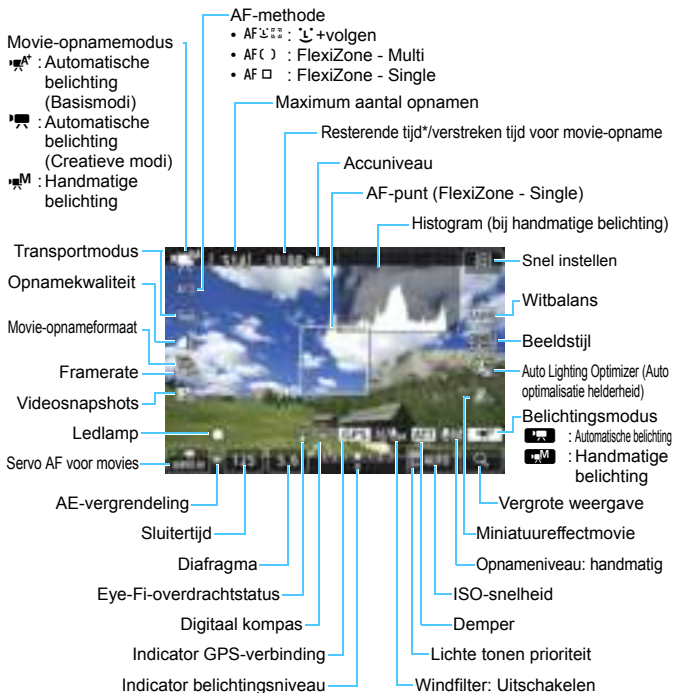 AF-methode
• AF : +volgen
• AF( ) : FlexiZone - Multi
• AF □ : FlexiZone - Single
Movie-opnamemodus
: Automatische
belichting
(Basismodi)
: Automatische
belichting
(Creatieve modi)
M : Handmatige
belichting
Maximum aantal opnamen
Resterende tijd*/verstreken tijd voor movie-opname
Accuniveau
AF-punt (FlexiZone - Single)
Histogram (bij handmatige belichting)
Transportmodus
Opnamekwaliteit
Movie-opnameformaat
Framerate
Videosnapshots
Ledlamp
Servo AF voor movies
Snel instellen
Witbalans
Beeldstijl
Auto Lighting Optimizer (Auto
optimalisatie helderheid)
Belichtingsmodus
: Automatische belichting
M : Handmatige
belichting
GPS
AE-vergrendeling
Sluitertijd
Diafragma
Eye-Fi-overdrachtstatus
Digitaal kompas
Indicator GPS-verbinding
Indicator belichtingsniveau
Vergrote weergave
Miniatuureffectmovie
Opnameniveau: handmatig
ISO-snelheid
Demper
Lichte tonen prioriteit
Windfilter: Uitschakelen